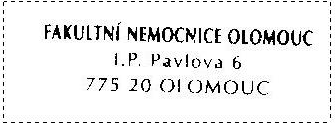 FAKULTNÍ NEMOCNICE OLOMOUC
I.P. Pavlova 6
775 20 OLOMOUC